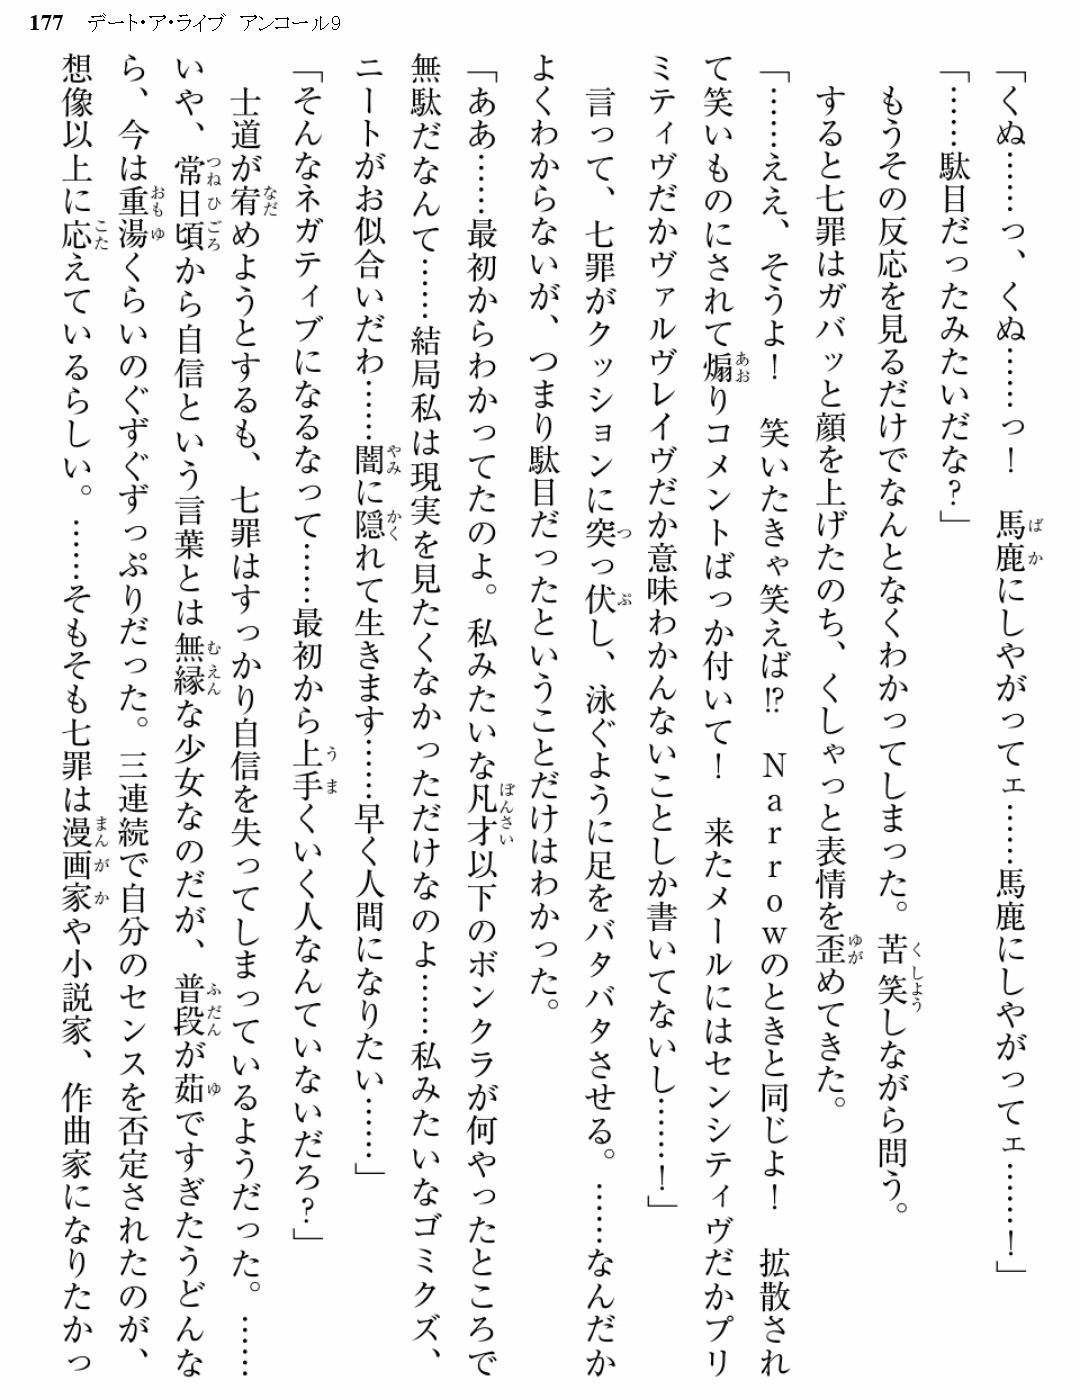 177 デート・ア・ライブ アンコール9
「くぬ……っ、くぬ……っ！　馬鹿にしやがってェ……馬鹿にしやがってェ……！」
「……駄目だったみたいだな？」
　もうその反応を見るだけでなんとなくわかってしまった。苦笑しながら問う。
　すると七罪はガバッと顔を上げたのち、くしゃっと表情を歪めてきた。
「……ええ、そうよ！　笑いたきゃ笑えば⁉　Ｎａｒｒｏｗのときと同じよ！　拡散され
て笑いものにされて煽りコメントばっか付いて！　来たメールにはセンシティヴだかプリ
ミティヴだかヴァルヴレイヴだか意味わかんないことしか書いてないし……！」
　言って、七罪がクッションに突っ伏し、泳ぐように足をバタバタさせる。……なんだか
よくわからないが、つまり駄目だったということだけはわかった。
「ああ……最初からわかってたのよ。私みたいな凡才以下のボンクラが何やったところで
無駄だなんて……結局私は現実を見たくなかっただけなのよ……私みたいなゴミクズ、
ニートがお似合いだわ……闇に隠れて生きます……早く人間になりたい……」
「そんなネガティブになるなって……最初から上手くいく人なんていないだろ？」
　士道が宥めようとするも、七罪はすっかり自信を失ってしまっているようだった。……
いや、常日頃から自信という言葉とは無縁な少女なのだが、普段が茹ですぎたうどんな
ら、今は重湯くらいのぐずぐずっぷりだった。三連続で自分のセンスを否定されたのが、
想像以上に応えているらしい。……そもそも七罪は漫画家や小説家、作曲家になりたかっ